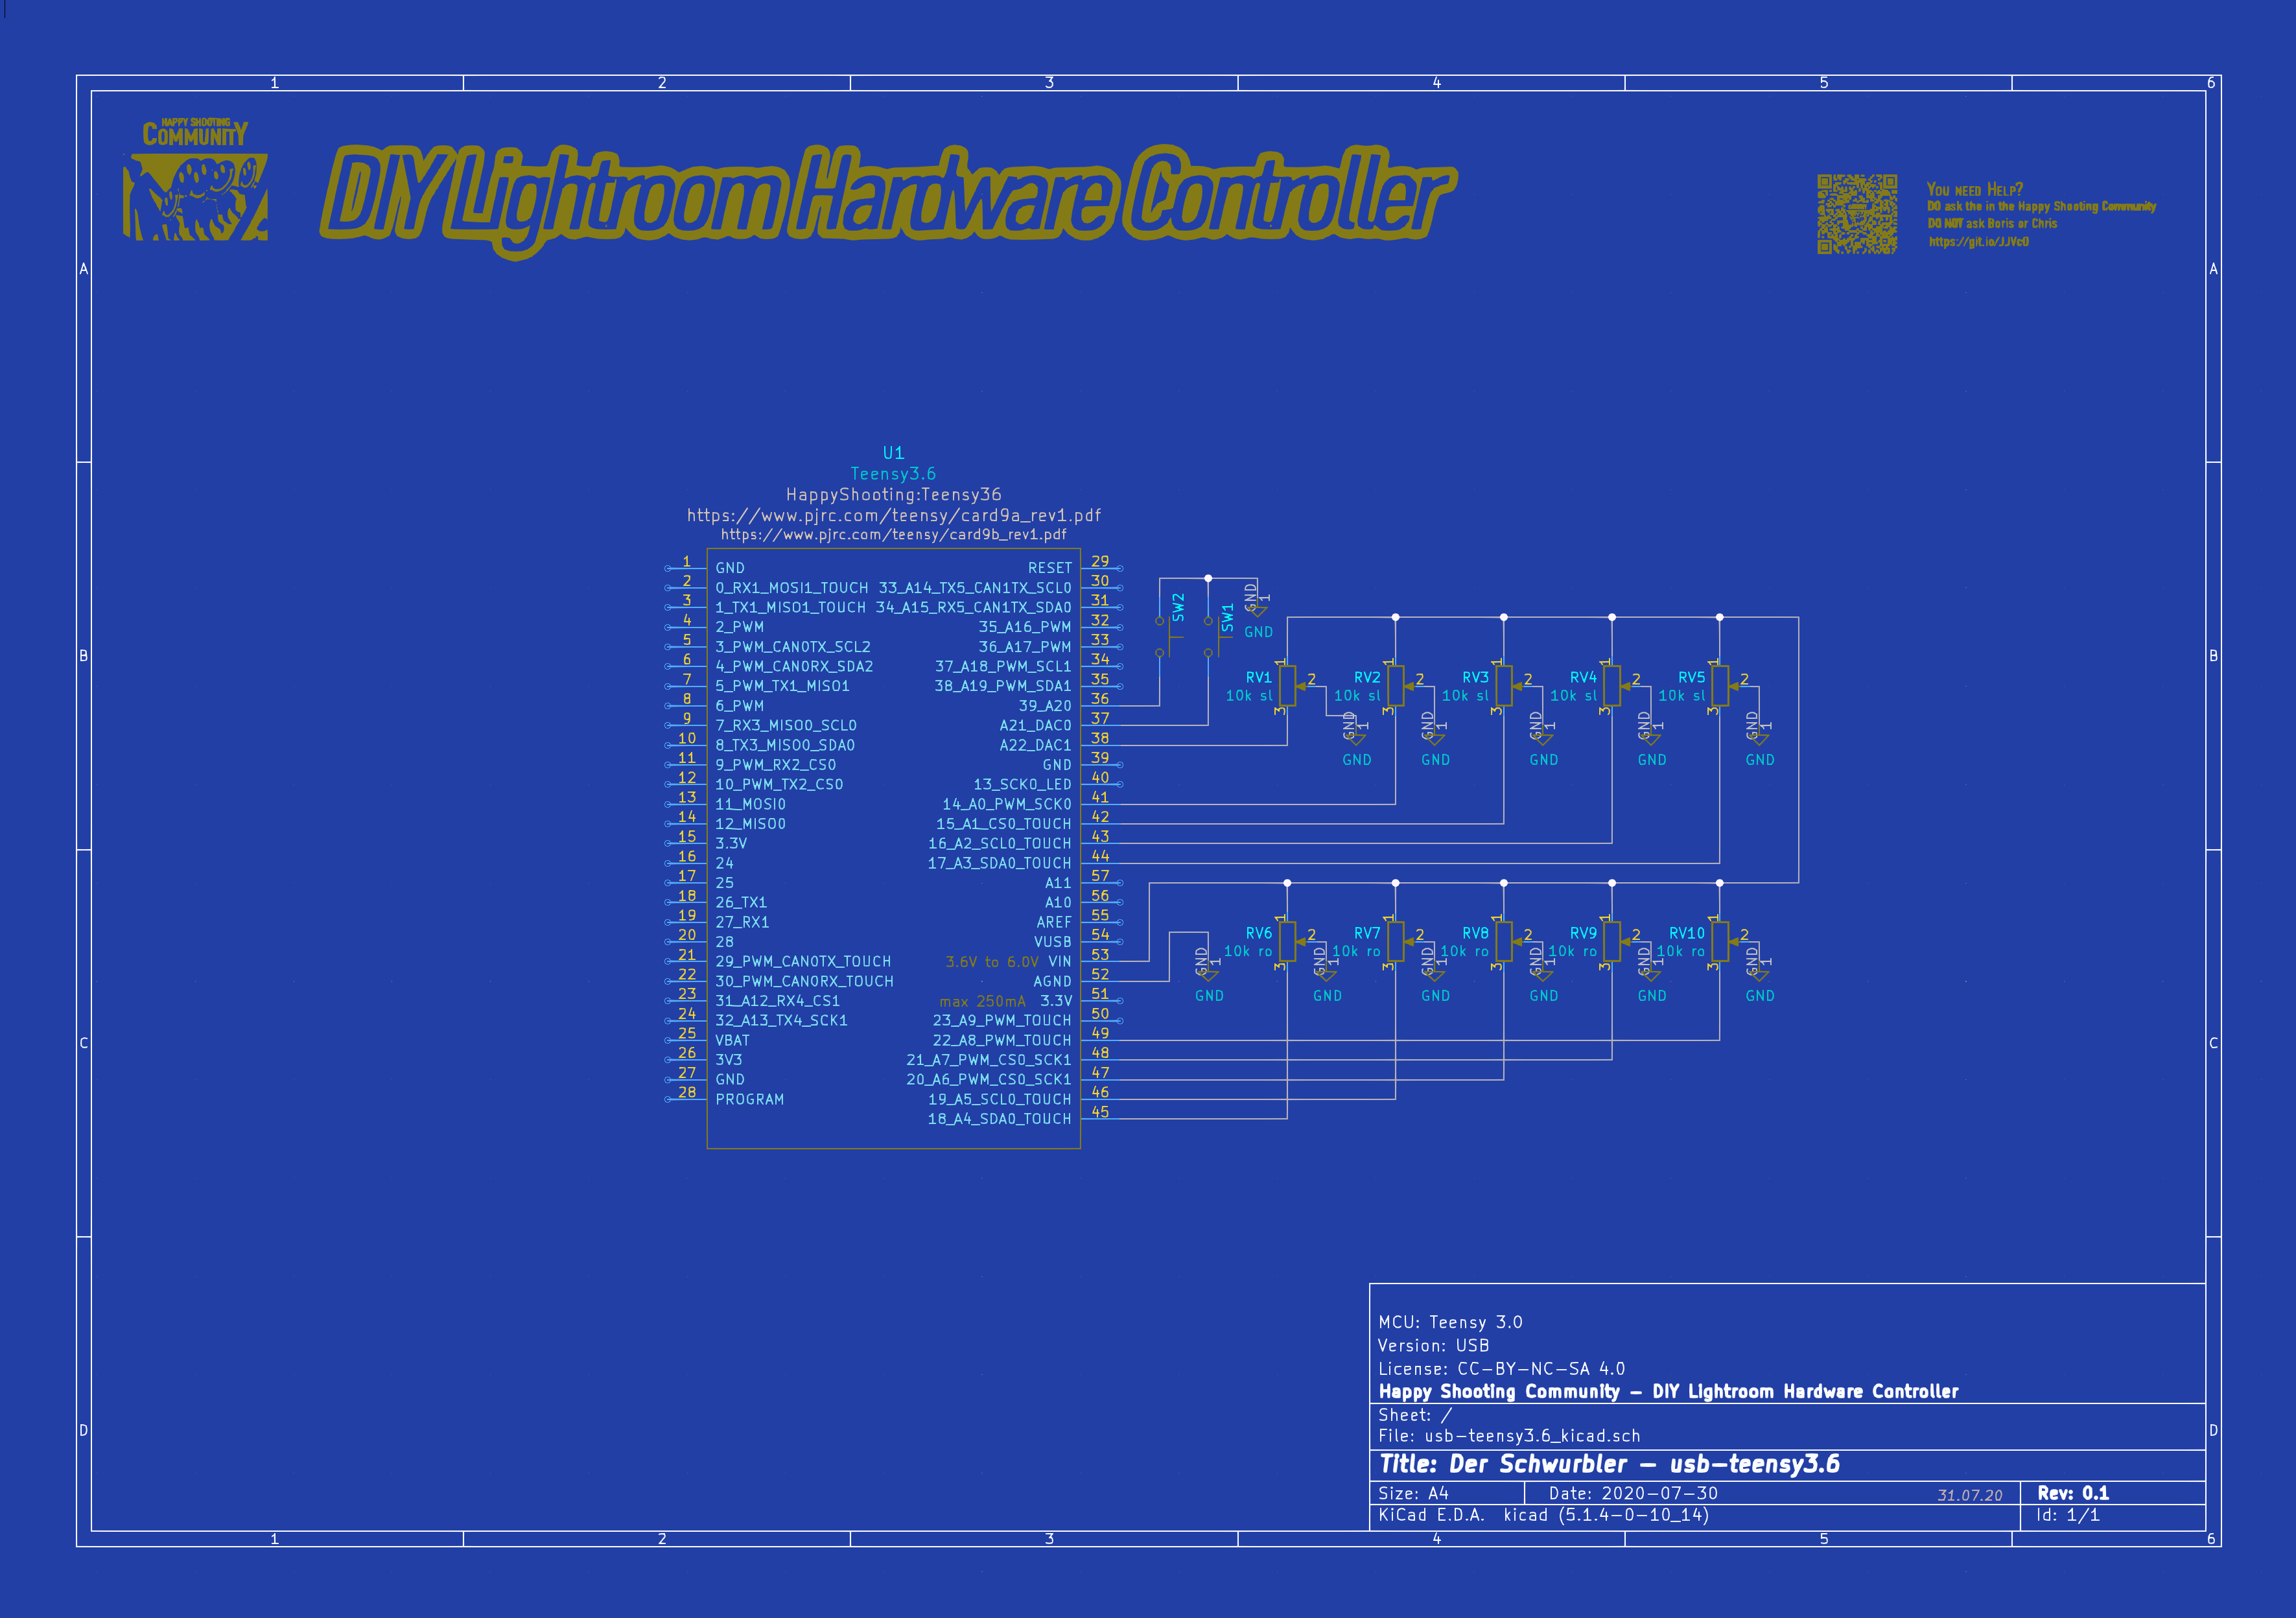 1 2 3 4 5 6
HAPPY SHOOTING
COMMUNITY
DIY Lightroom Hardware Controller
YOU NEED HELP?
DO ask the in the Happy Shooting Community
DO NOT ask Boris or Chris
https://git.io/JJVc0
A A
B B
C C
D D
U1
Teensy3.6
HappyShooting:Teensy36
https://www.pjrc.com/teensy/card9a_rev1.pdf
https://www.pjrc.com/teensy/card9b_rev1.pdf
1 GND
2 0_RX1_MOSI1_TOUCH
3 1_TX1_MISO1_TOUCH
4 2_PWM
5 3_PWM_CAN0TX_SCL2
6 4_PWM_CAN0RX_SDA2
7 5_PWM_TX1_MISO1
8 6_PWM
9 7_RX3_MISO0_SCL0
10 8_TX3_MISO0_SDA0
11 9_PWM_RX2_CS0
12 10_PWM_TX2_CS0
13 11_MOSI0
14 12_MISO0
15 3.3V
16 24
17 25
18 26_TX1
19 27_RX1
20 28
21 29_PWM_CAN0TX_TOUCH
22 30_PWM_CAN0RX_TOUCH
23 31_A12_RX4_CS1
24 32_A13_TX4_SCK1
25 VBAT
26 3V3
27 GND
28 PROGRAM
RESET 29
33_A14_TX5_CAN1TX_SCL0 30
34_A15_RX5_CAN1TX_SDA0 31
35_A16_PWM 32
36_A17_PWM 33
37_A18_PWM_SCL1 34
38_A19_PWM_SDA1 35
39_A20 36
A21_DAC0 37
A22_DAC1 38
GND 39
13_SCK0_LED 40
14_A0_PWM_SCK0 41
15_A1_CS0_TOUCH 42
16_A2_SCL0_TOUCH 43
17_A3_SDA0_TOUCH 44
A11 57
A10 56
AREF 55
VUSB 54
3.6V to 6.0V VIN 53
AGND 52
max 250mA 3.3V 51
23_A9_PWM_TOUCH 50
22_A8_PWM_TOUCH 49
21_A7_PWM_CS0_SCK1 48
20_A6_PWM_CS0_SCK1 47
19_A5_SCL0_TOUCH 46
18_A4_SDA0_TOUCH 45
SW2 SW1 GND 1
GND
1 1 1 1 1
RV1 2 RV2 2 RV3 2 RV4 2 RV5 2
10k sl 10k sl 10k sl 10k sl 10k sl
3 3 3 3 3
GND 1 GND 1 GND 1 GND 1 GND 1
GND GND GND GND GND
1 1 1 1 1
RV6 2 RV7 2 RV8 2 RV9 2 RV10 2
10k ro 10k ro 10k ro 10k ro 10k ro
3 3 3 3 3
GND 1 GND 1 GND 1 GND 1 GND 1 GND 1
GND GND GND GND GND GND
MCU: Teensy 3.0
Version: USB
License: CC-BY-NC-SA 4.0
Happy Shooting Community - DIY Lightroom Hardware Controller
Sheet: /
File: usb-teensy3.6_kicad.sch
Title: Der Schwurbler - usb-teensy3.6
Size: A4 Date: 2020-07-30 31.07.20 Rev: 0.1
KiCad E.D.A. kicad (5.1.4-0-10_14) Id: 1/1
1 2 3 4 5 6